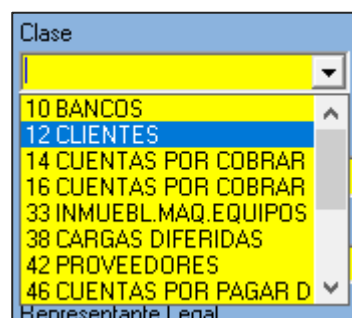 Clase
10 BANCOS
12 CLIENTES
14 CUENTAS POR COBRAR
16 CUENTAS POR COBRAR
33 INMUEBL.MAQ.EQUIPOS
38 CARGAS DIFERIDAS
42 PROVEEDORES
46 CUENTAS POR PAGAR D
Representante Legal